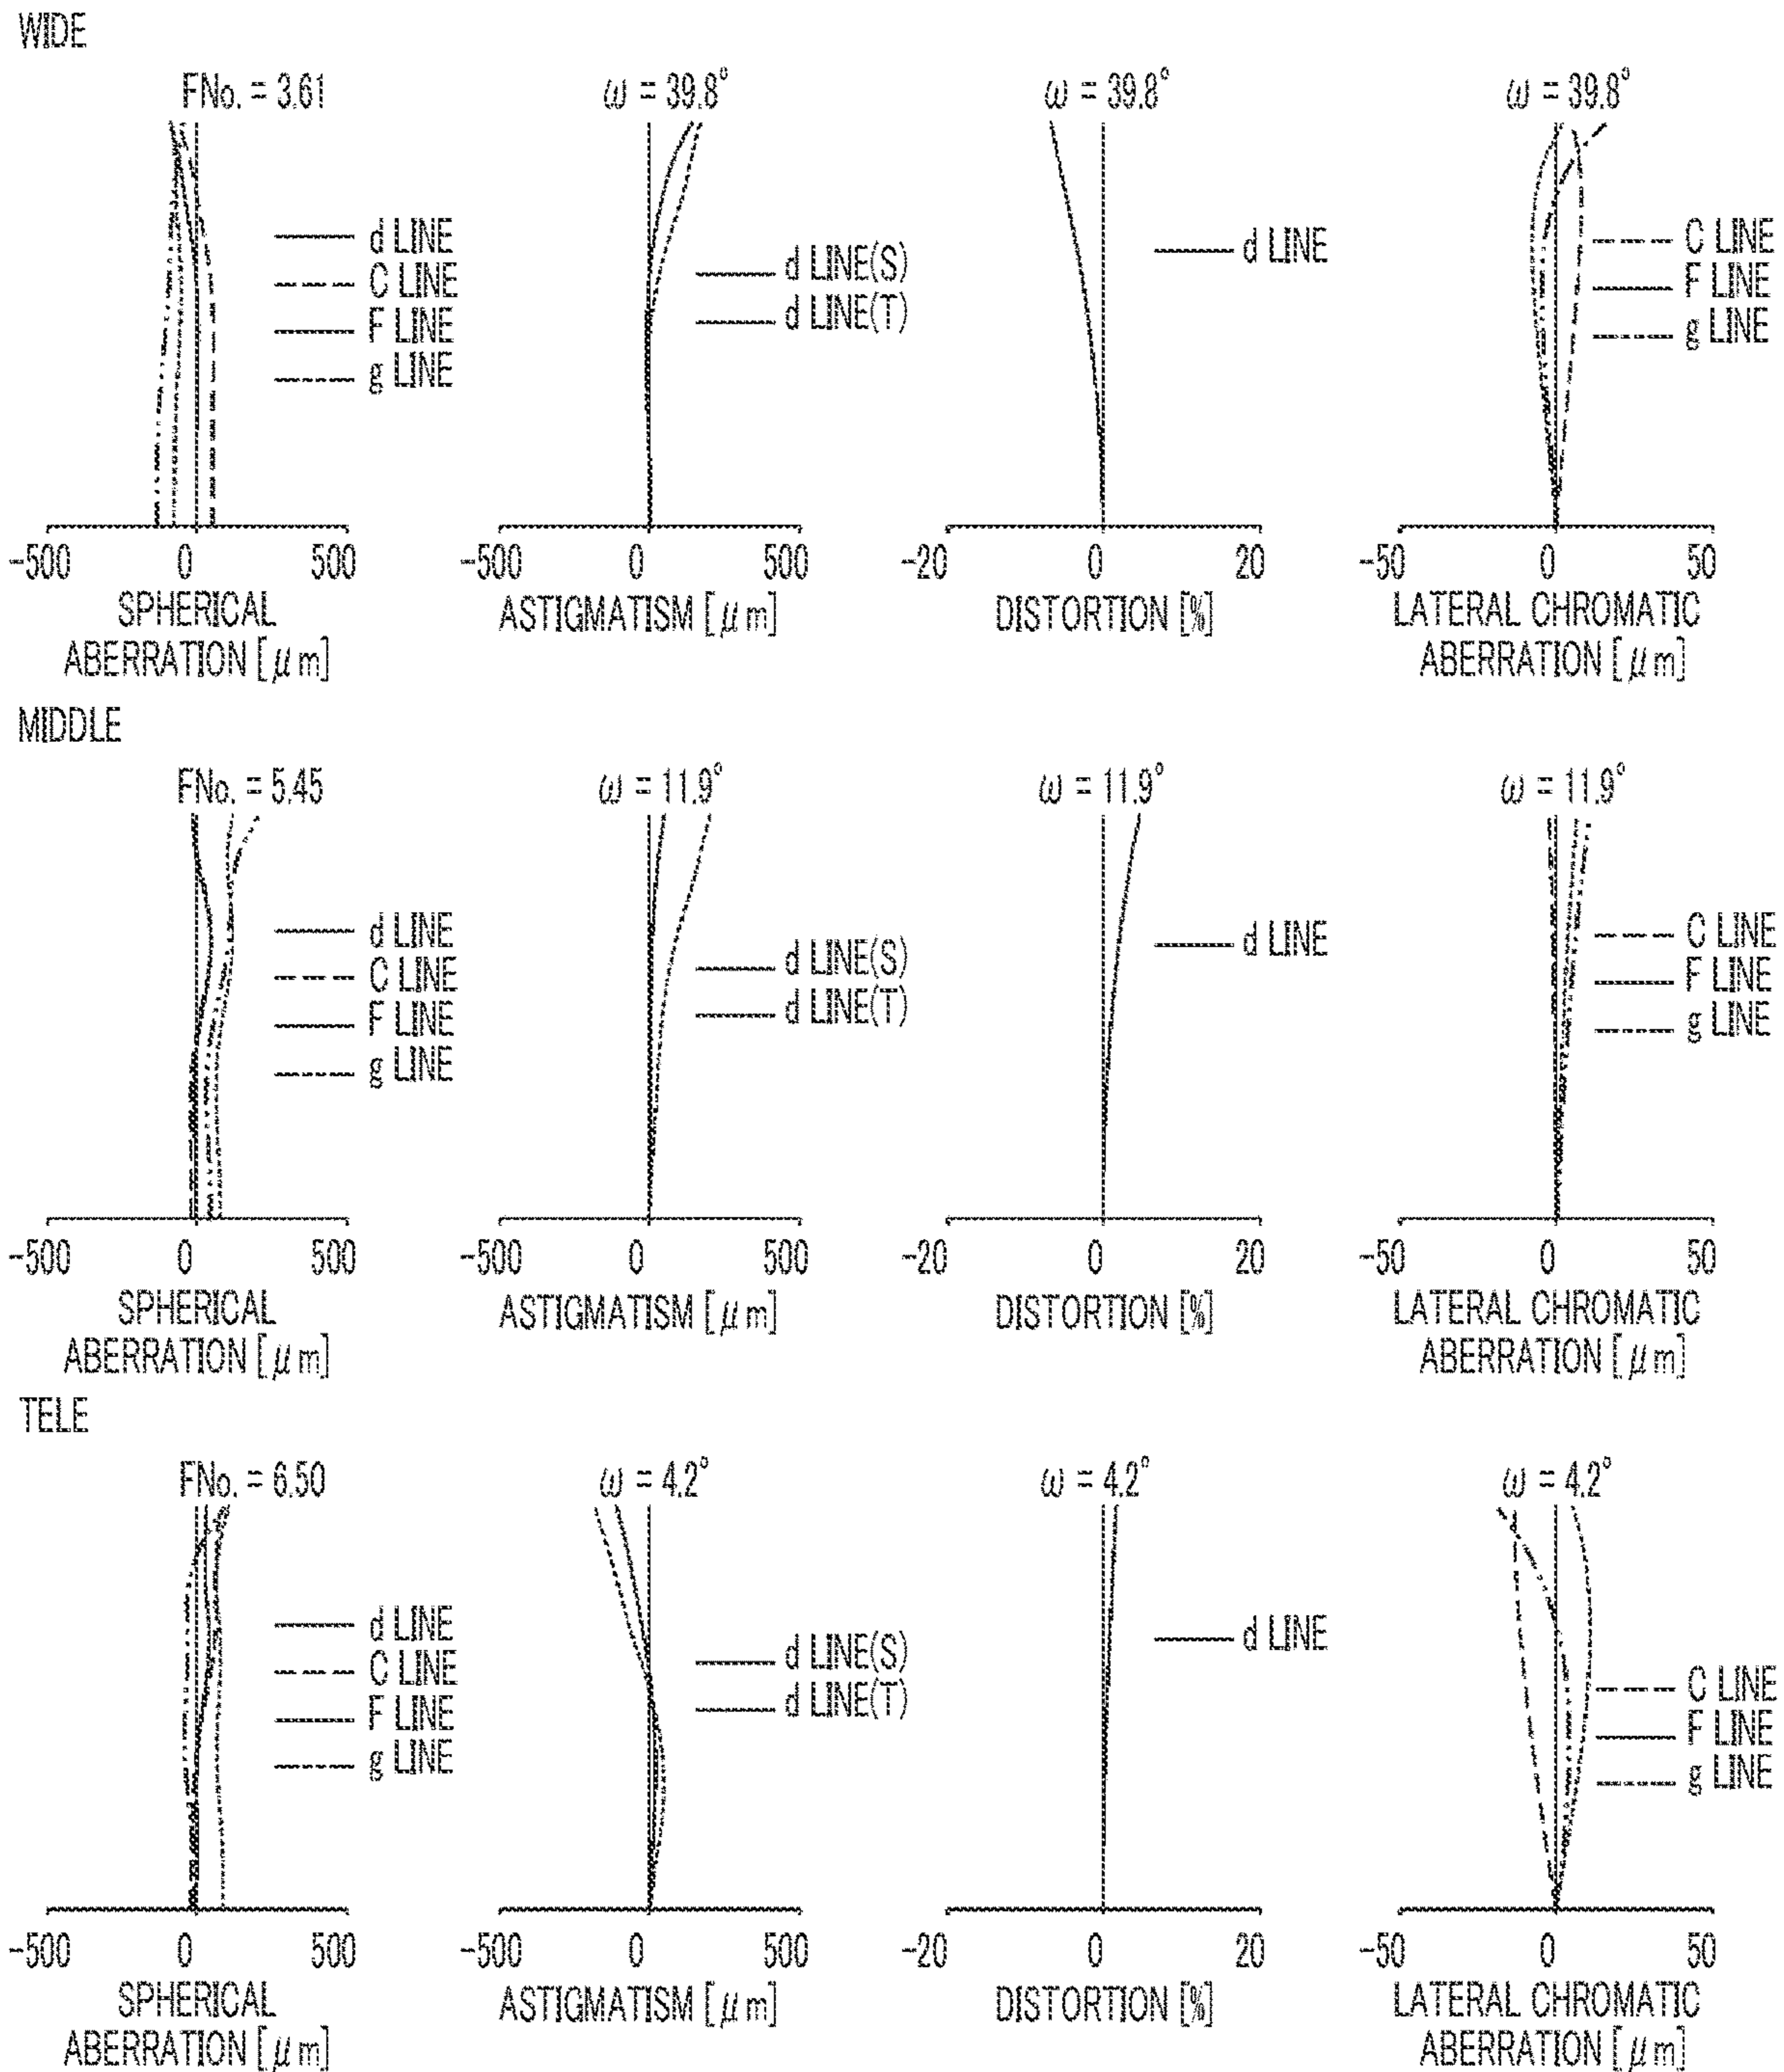 WIDE
FNo. = 3.61
d LINE
C LINE
F LINE
g LINE
-500 0 500
SPHERICAL
ABERRATION [μm]
ω = 39.8°
d LINE(S)
d LINE(T)
-500 0 500
ASTIGMATISM [μm]
ω = 39.8°
d LINE
-20 0 20
DISTORTION [%]
ω = 39.8°
C LINE
F LINE
g LINE
-50 0 50
LATERAL CHROMATIC
ABERRATION [μm]
MIDDLE
FNo. = 5.45
d LINE
C LINE
F LINE
g LINE
-500 0 500
SPHERICAL
ABERRATION [μm]
ω = 11.9°
d LINE(S)
d LINE(T)
-500 0 500
ASTIGMATISM [μm]
ω = 11.9°
d LINE
-20 0 20
DISTORTION [%]
ω = 11.9°
C LINE
F LINE
g LINE
-50 0 50
LATERAL CHROMATIC
ABERRATION [μm]
TELE
FNo. = 6.50
d LINE
C LINE
F LINE
g LINE
-500 0 500
SPHERICAL
ABERRATION [μm]
ω = 4.2°
d LINE(S)
d LINE(T)
-500 0 500
ASTIGMATISM [μm]
ω = 4.2°
d LINE
-20 0 20
DISTORTION [%]
ω = 4.2°
C LINE
F LINE
g LINE
-50 0 50
LATERAL CHROMATIC
ABERRATION [μm]